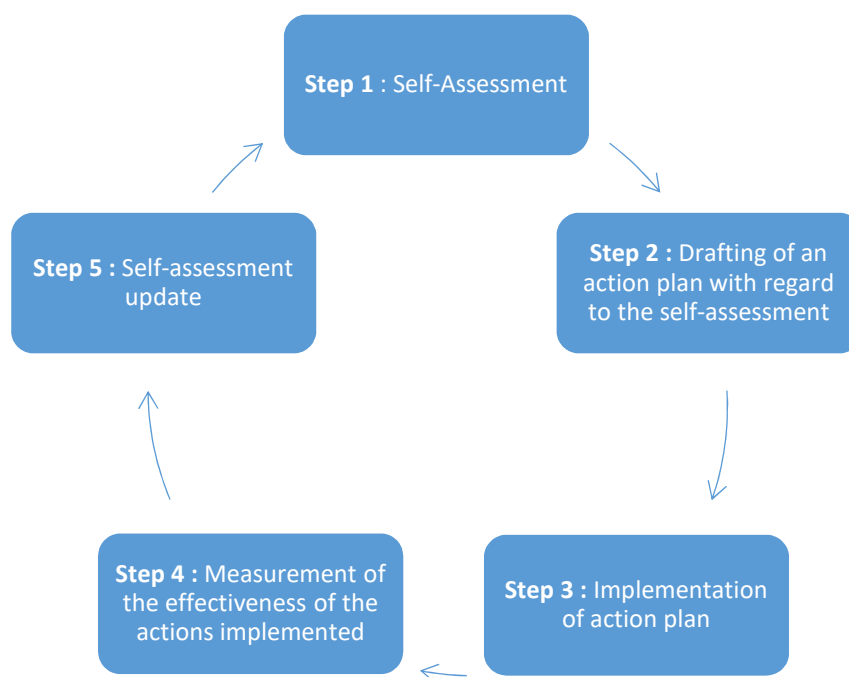 Step 1 : Self-Assessment
Step 2 : Drafting of an
action plan with regard
to the self-assessment
Step 3 : Implementation
of action plan
Step 4 : Measurement of
the effectiveness of the
actions implemented
Step 5 : Self-assessment
update